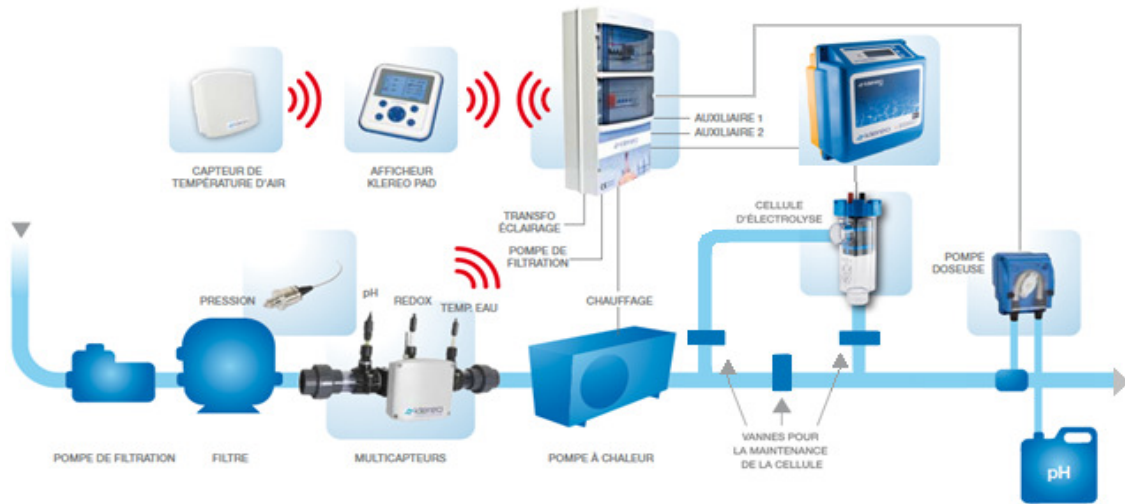 AUXILIAIRE 1
AUXILIAIRE 2
klereo
CAPTEUR DE
TEMPÉRATURE D'AIR
AFFICHEUR
KLEREO PAD
TRANSFO
ÉCLAIRAGE
POMPE DE
FILTRATION
CELLULE
D'ÉLECTROLYSE
POMPE
DOSEUSE
PRESSION
pH
REDOX
TEMP. EAU
CHAUFFAGE
klereo
POMPE DE FILTRATION
FILTRE
MULTICAPTEURS
POMPE À CHALEUR
VANNES POUR
LA MAINTENANCE
DE LA CELLULE
pH